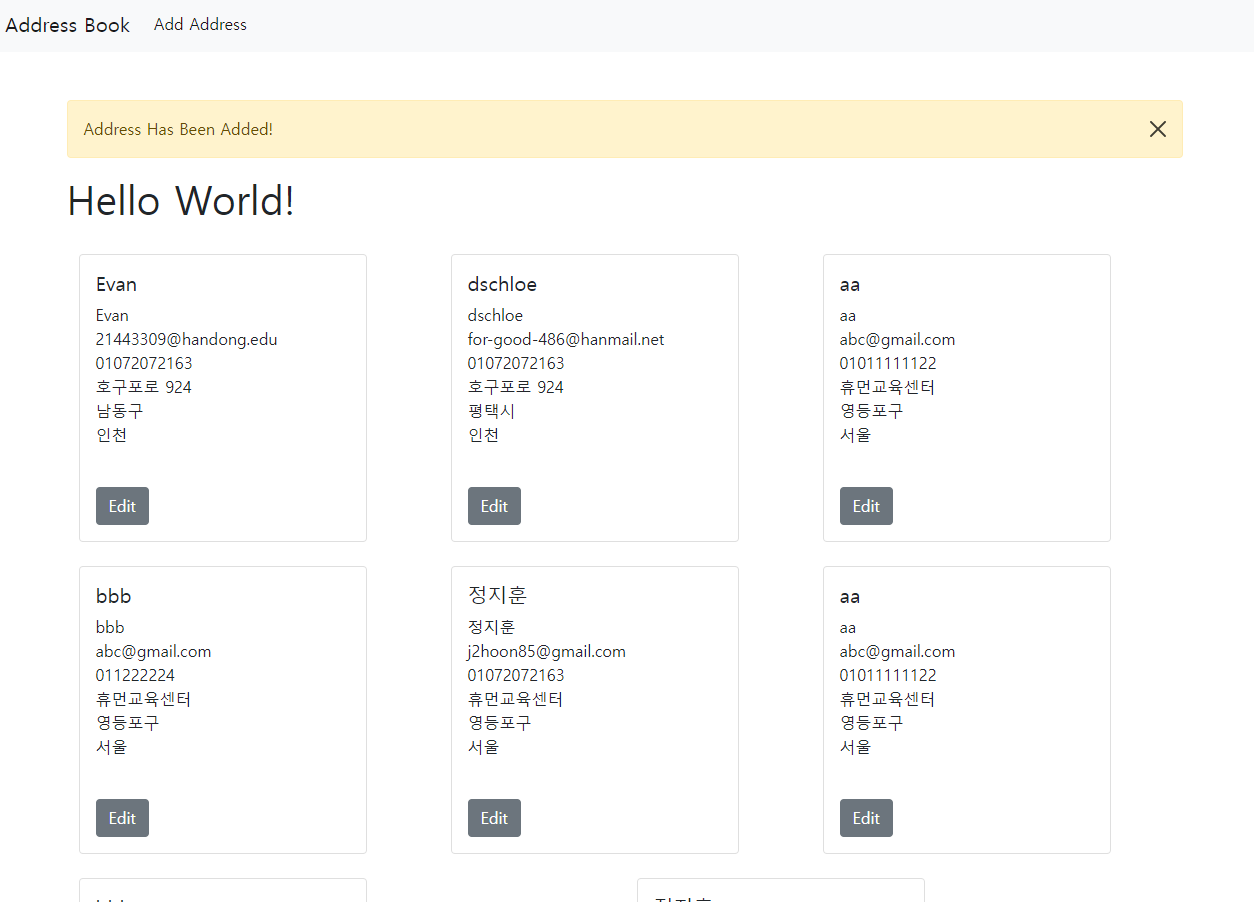 Address Book Add Address
Address Has Been Added!
Hello World!
Evan
Evan
21443309@handong.edu
01072072163
호구포로 924
남동구
인천
Edit
dschloe
dschloe
for-good-486@hanmail.net
01072072163
호구포로 924
평택시
인천
Edit
aa
aa
abc@gmail.com
01011111122
휴먼교육센터
영등포구
서울
Edit
bbb
bbb
abc@gmail.com
011222224
휴먼교육센터
영등포구
서울
Edit
정지훈
정지훈
j2hoon85@gmail.com
01072072163
휴먼교육센터
영등포구
서울
Edit
aa
aa
abc@gmail.com
01011111122
휴먼교육센터
영등포구
서울
Edit